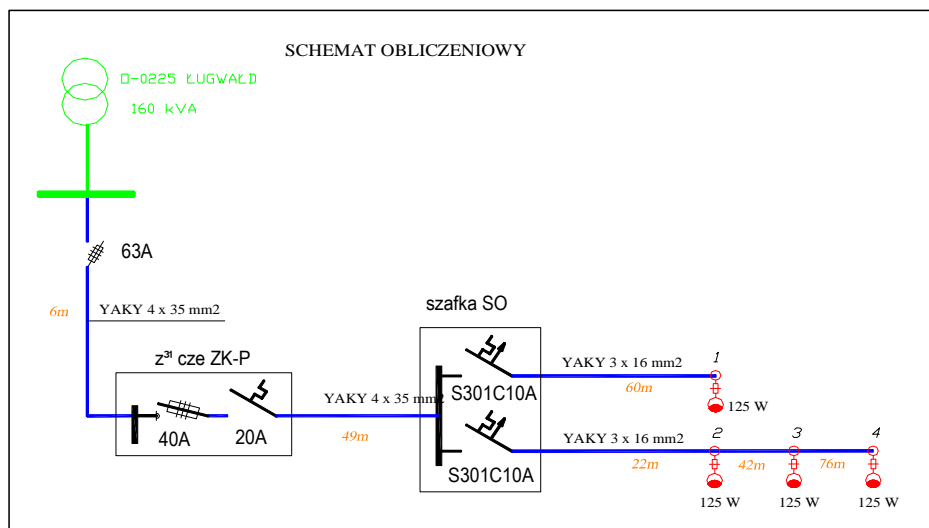 SCHEMAT OBLICZENIOWY
O-0225 ŁUGWAŁD
160 kVA
63A
6m
YAKY 4 x 35 mm2
szafka SO
z³¹ cze ZK-P
40A
20A
YAKY 4 x 35 mm2
49m
S301C10A
YAKY 3 x 16 mm2
60m
1
125 W
S301C10A
YAKY 3 x 16 mm2
22m
2
42m
3
76m
4
125 W
125 W
125 W